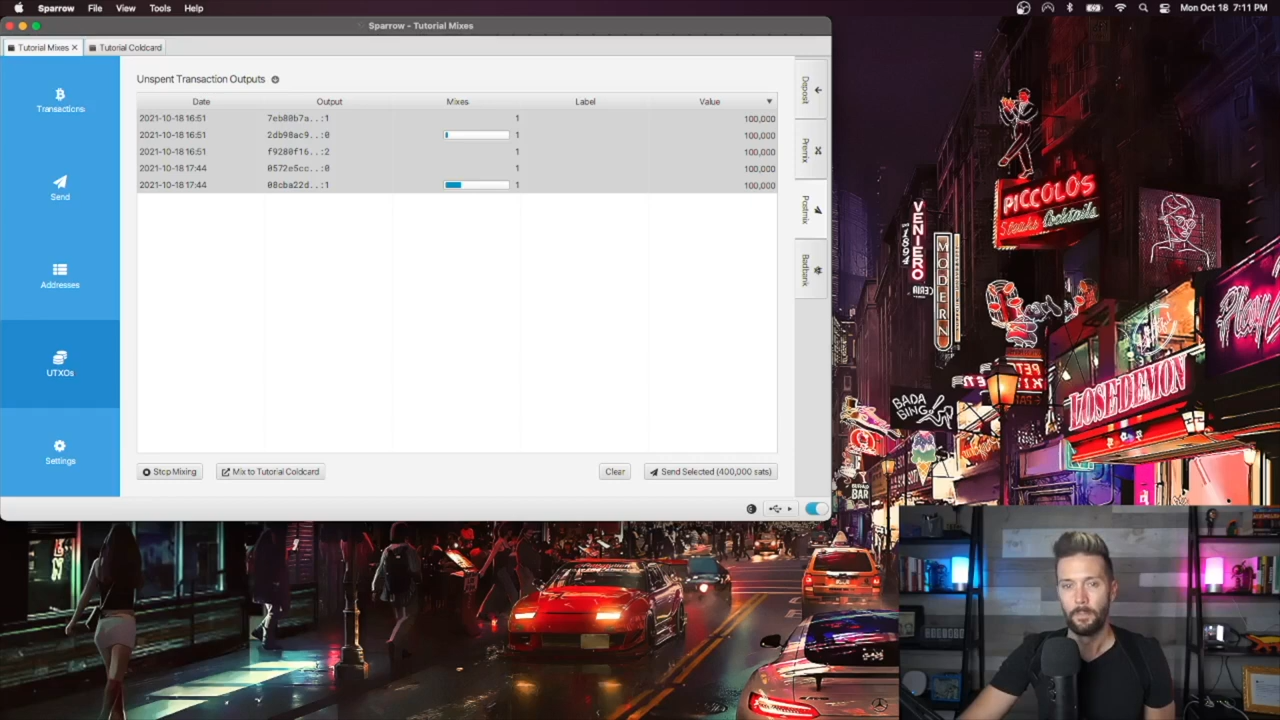 Sparrow File View Tools Help
Mon Oct 18 7:11 PM
Sparrow - Tutorial Mixes
Tutorial Mixes
Tutorial Coldcard
Transactions
Send
Addresses
UTXOs
Settings
Unspent Transaction Outputs
Date Output Mixes Label Value
2021-10-18 16:51 7eb80b7a..:1 1 100,000
2021-10-18 16:51 2db98ac9..:0 1 100,000
2021-10-18 16:51 f9280f16..:2 1 100,000
2021-10-18 17:44 0572e5cc..:0 1 100,000
2021-10-18 17:44 08cba22d..:1 1 100,000
Deposit
Premix
Postmix
Badbank
Stop Mixing
Mix to Tutorial Coldcard
Clear
Send Selected (400,000 sats)
PICCOLO'S
Steaks Cocktails
VENIERO
MODERN
BADA
BING
LOSE DEMON
BAR